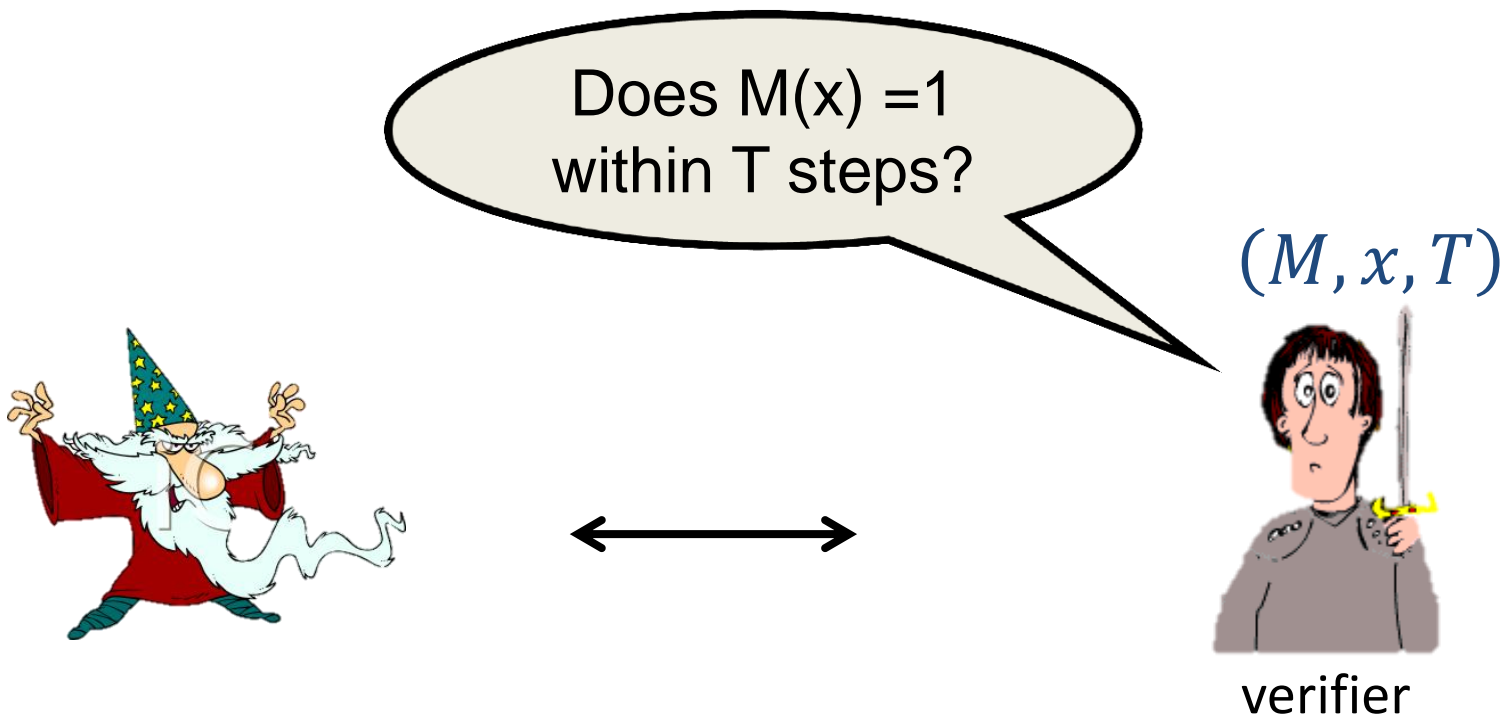 Does M(x) =1
within T steps?
(M, x, T)
verifier